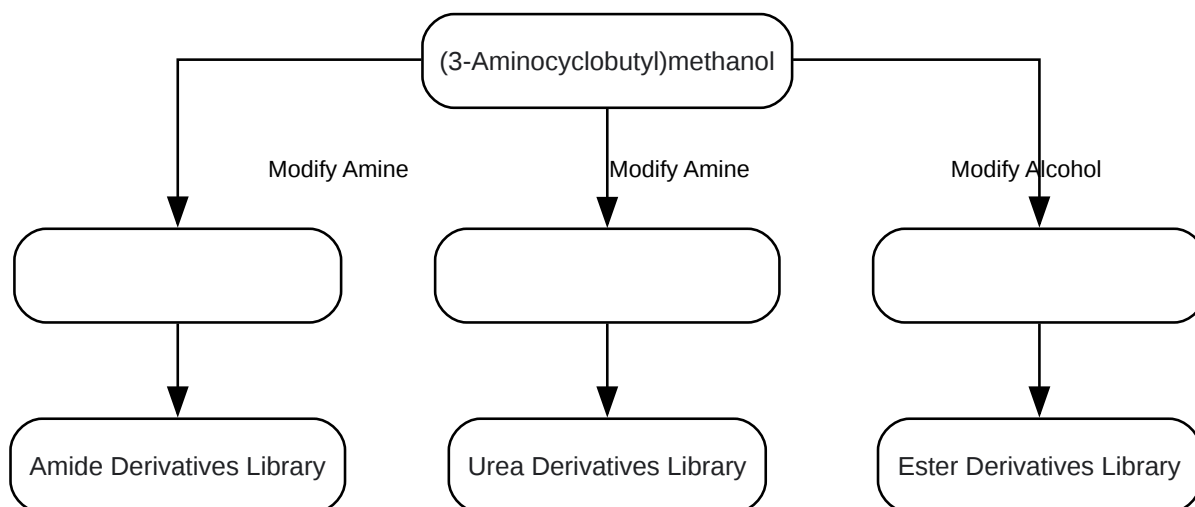 (3-Aminocyclobutyl)methanol
Modify Amine
Modify Amine
Modify Alcohol
Amide Derivatives Library
Urea Derivatives Library
Ester Derivatives Library